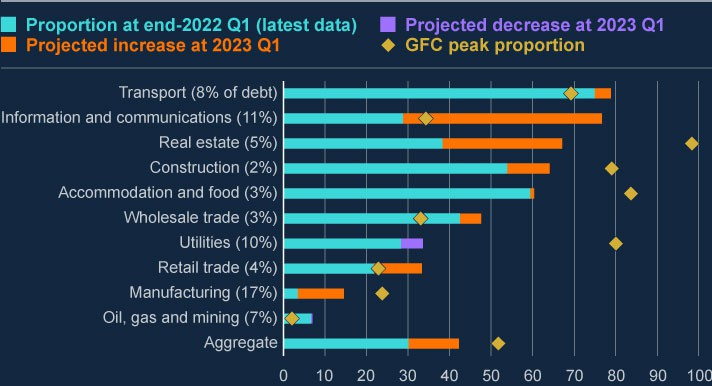 Proportion at end-2022 Q1 (latest data)
Projected decrease at 2023 Q1
Projected increase at 2023 Q1
GFC peak proportion
Transport (8% of debt)
Information and communications (11%)
Real estate (5%)
Construction (2%)
Accommodation and food (3%)
Wholesale trade (3%)
Utilities (10%)
Retail trade (4%)
Manufacturing (17%)
Oil, gas and mining (7%)
Aggregate
0 10 20 30 40 50 60 70 80 90 100